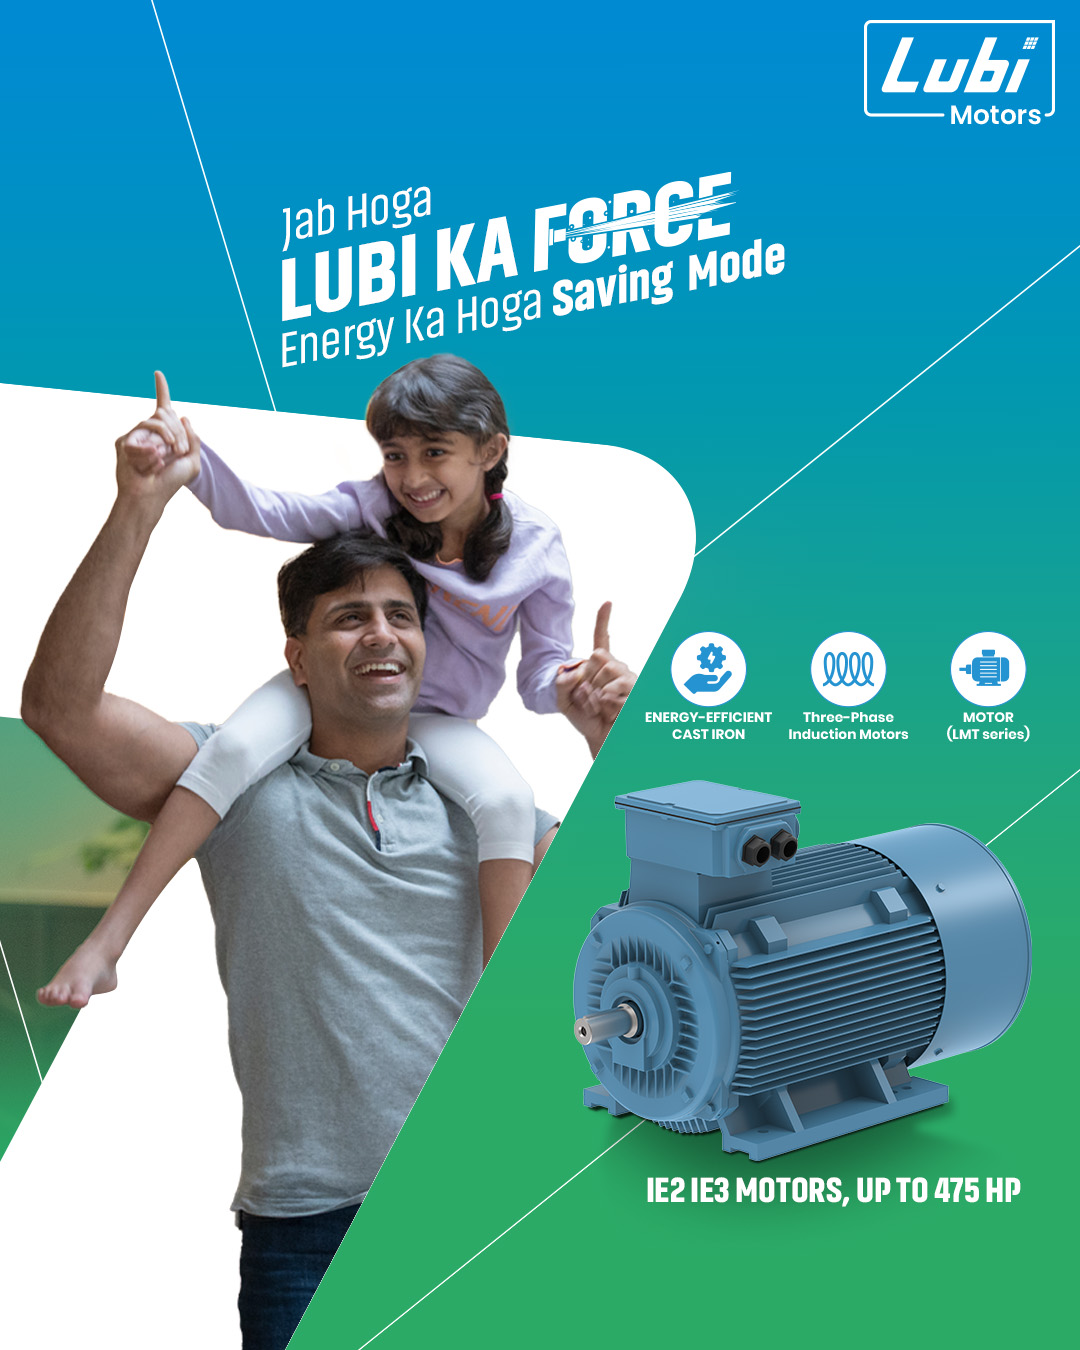 Lubi
Motors
Jab Hoga
LUBI KA FORCE
Energy Ka Hoga Saving Mode
ENERGY-EFFICIENT
CAST IRON
Three-Phase
Induction Motors
MOTOR
(LMT series)
IE2 IE3 MOTORS, UP TO 475 HP